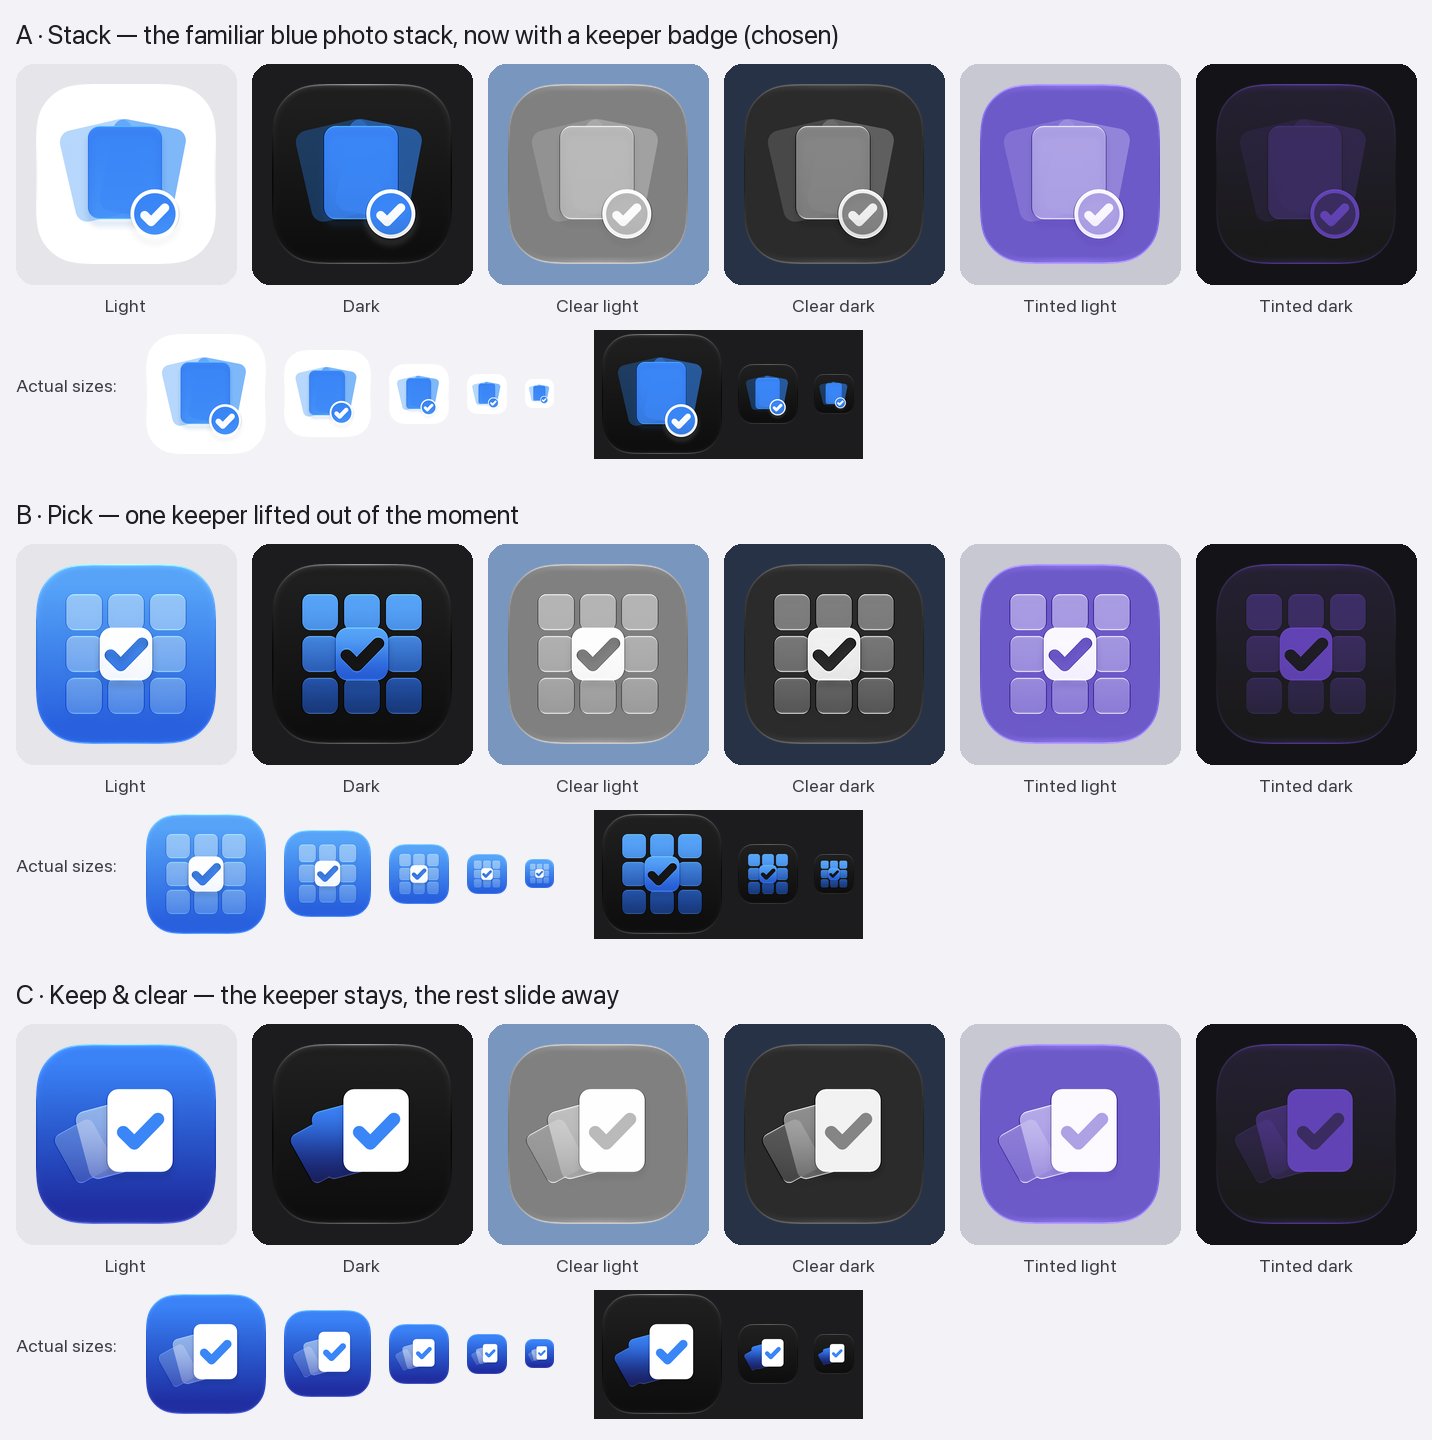 A · Stack — the familiar blue photo stack, now with a keeper badge (chosen)
Light
Dark
Clear light
Clear dark
Tinted light
Tinted dark
Actual sizes:
B · Pick — one keeper lifted out of the moment
Light
Dark
Clear light
Clear dark
Tinted light
Tinted dark
Actual sizes:
C · Keep & clear — the keeper stays, the rest slide away
Light
Dark
Clear light
Clear dark
Tinted light
Tinted dark
Actual sizes: